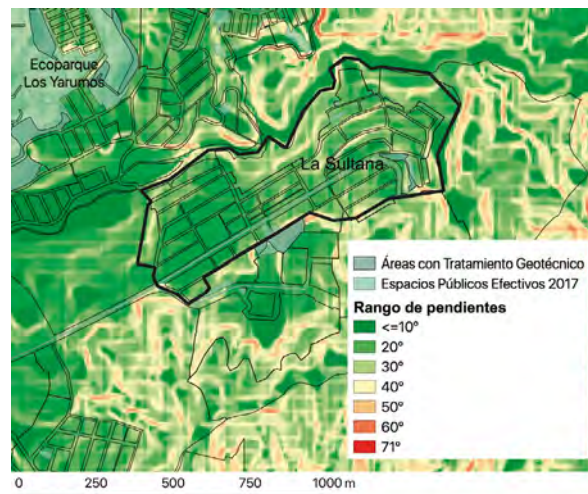 Ecoparque
Los Yarumos
La Sultana
Áreas con Tratamiento Geotécnico
Espacios Públicos Efectivos 2017
Rango de pendientes
<=10°
20°
30°
40°
50°
60°
71°
0 250 500 750 1000 m